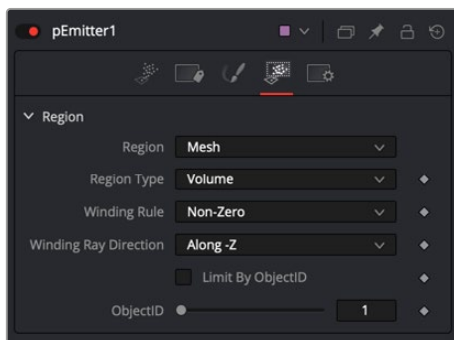 pEmitter1
Region
Region Mesh
Region Type Volume
Winding Rule Non-Zero
Winding Ray Direction Along -Z
Limit By ObjectID
ObjectID 1